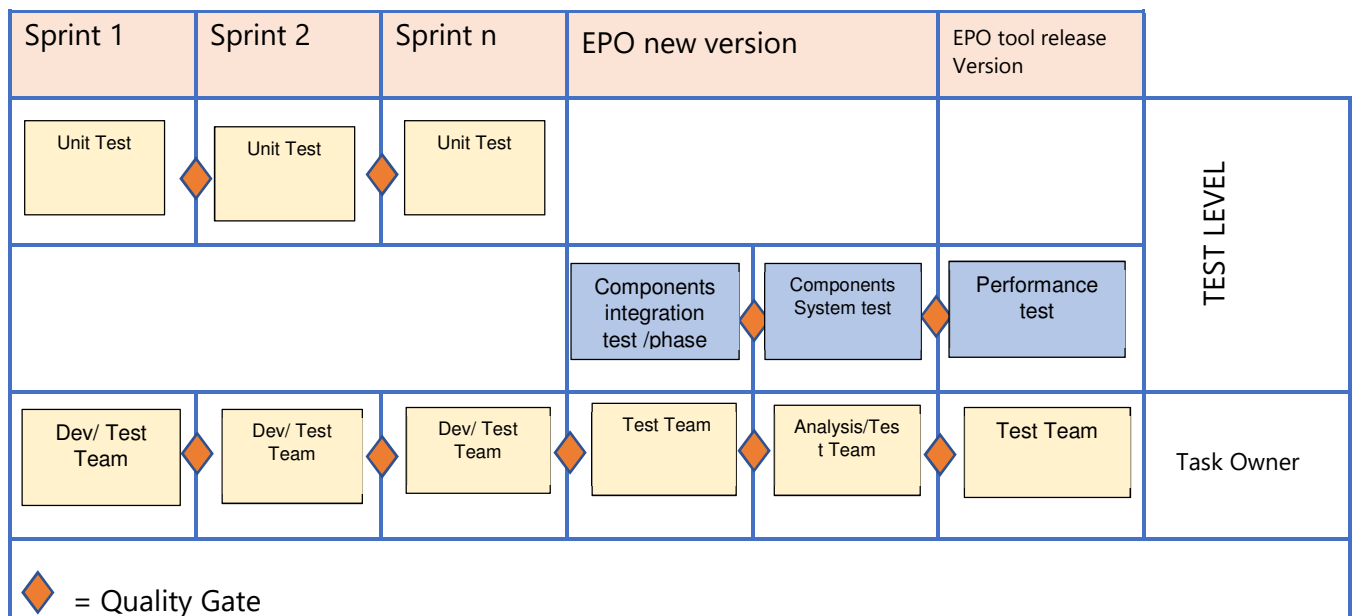 Sprint 1
Sprint 2
Sprint n
EPO new version
EPO tool release
Version
Unit Test
Unit Test
Unit Test
TEST LEVEL
Components
integration
test /phase
Components
System test
Performance
test
Dev/ Test
Team
Dev/ Test
Team
Dev/ Test
Team
Test Team
Analysis/Tes
t Team
Test Team
Task Owner
= Quality Gate